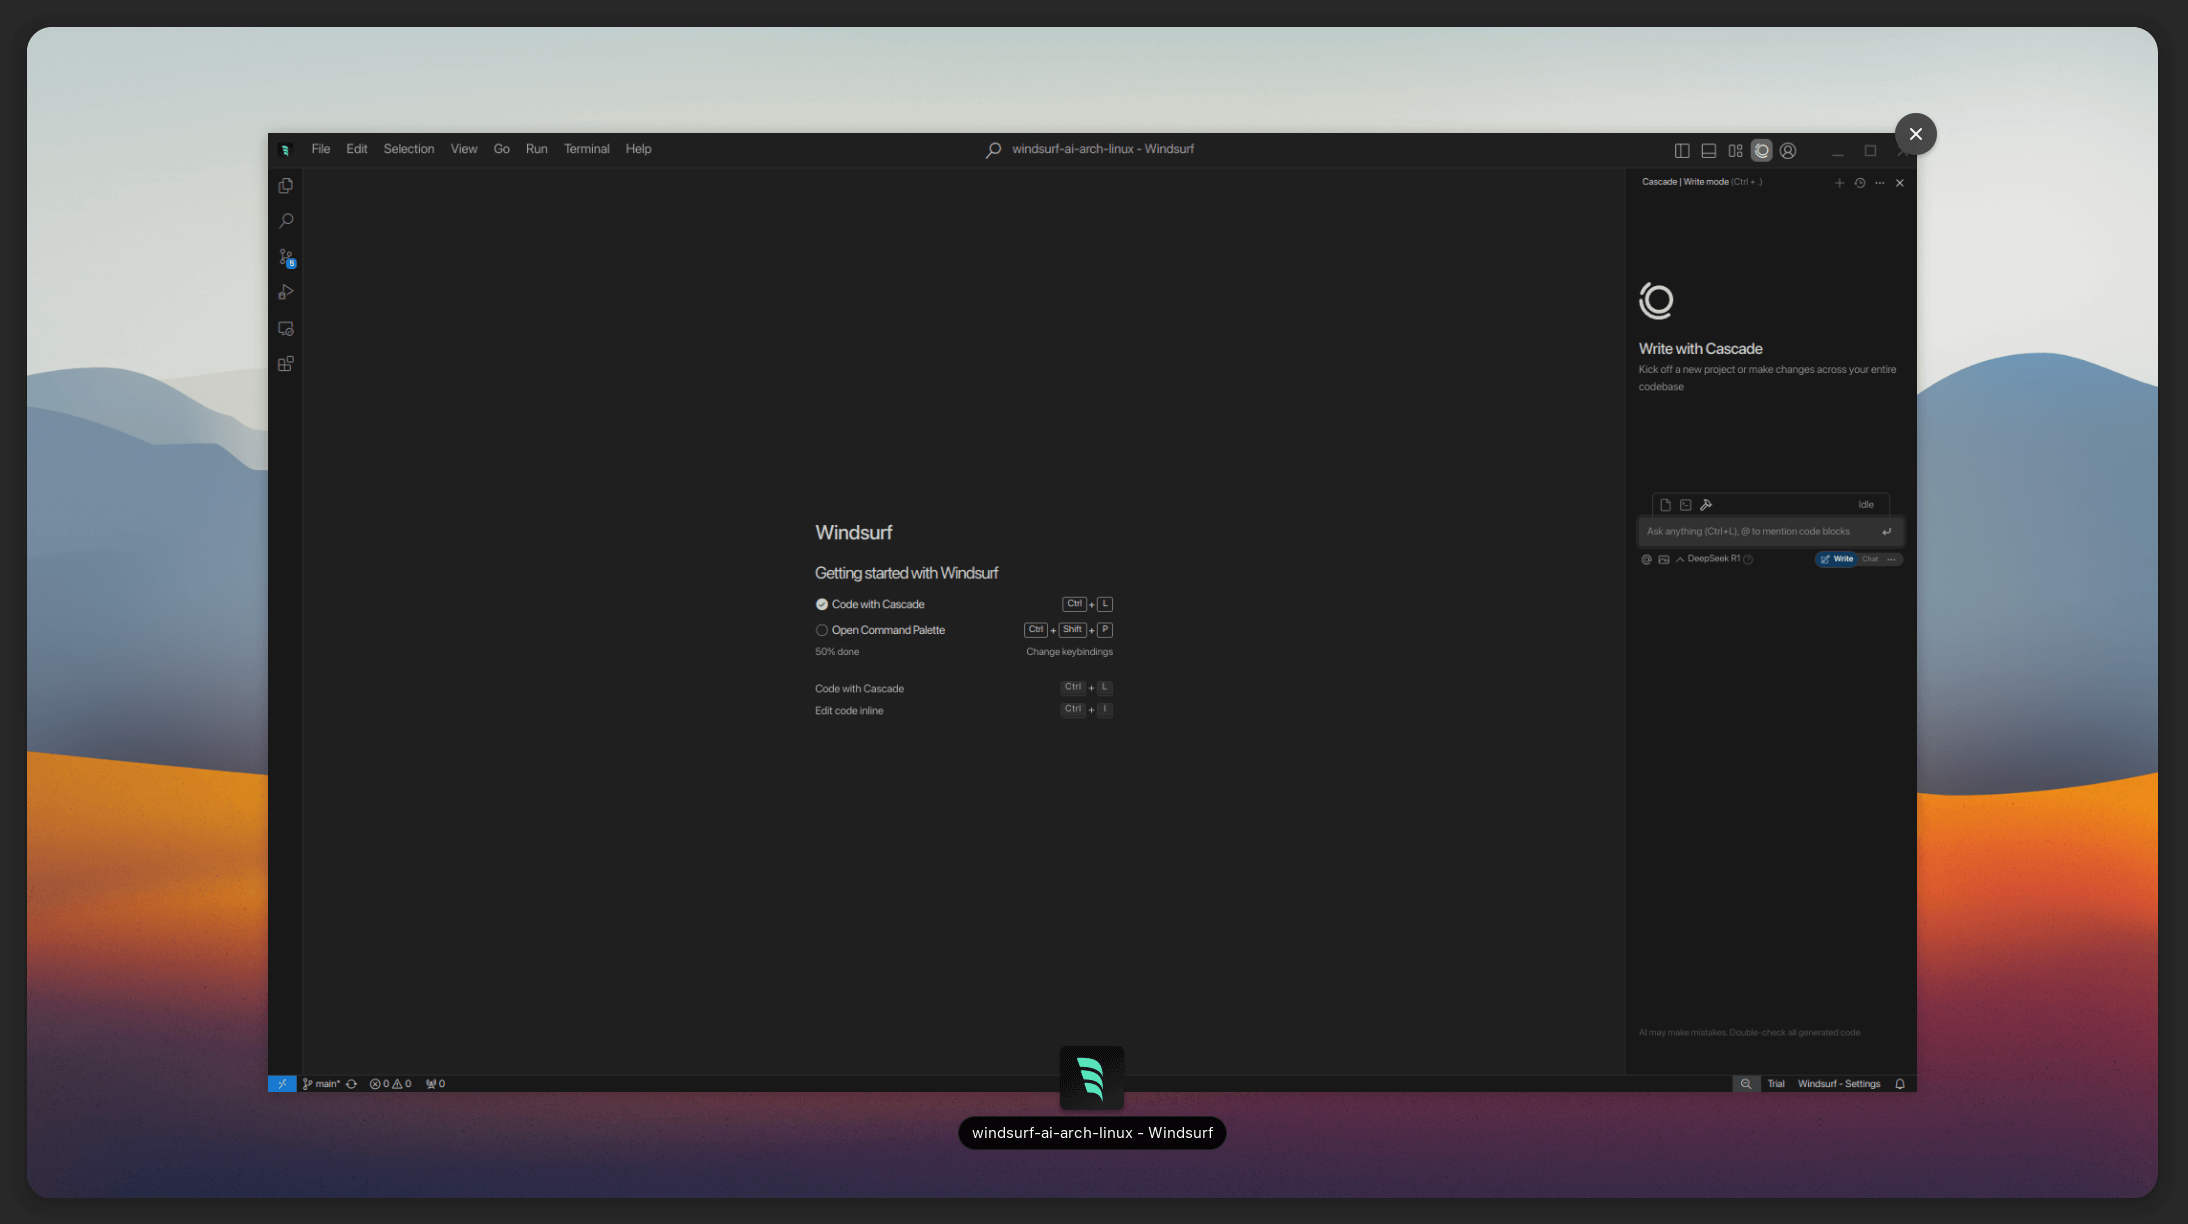 File Edit Selection View Go Run Terminal Help
windsurf-ai-arch-linux - Windsurf
Cascade | Write mode (Ctrl + .)
5
Write with Cascade
Kick off a new project or make changes across your entire
codebase
Idle
Ask anything (Ctrl+L), @ to mention code blocks
DeepSeek R1
Write Chat
Windsurf
Getting started with Windsurf
Code with Cascade Ctrl + L
Open Command Palette Ctrl + Shift + P
50% done Change keybindings
Code with Cascade Ctrl + L
Edit code inline Ctrl + I
AI may make mistakes. Double-check all generated code.
main* 0 0 0 Trial Windsurf - Settings
windsurf-ai-arch-linux - Windsurf